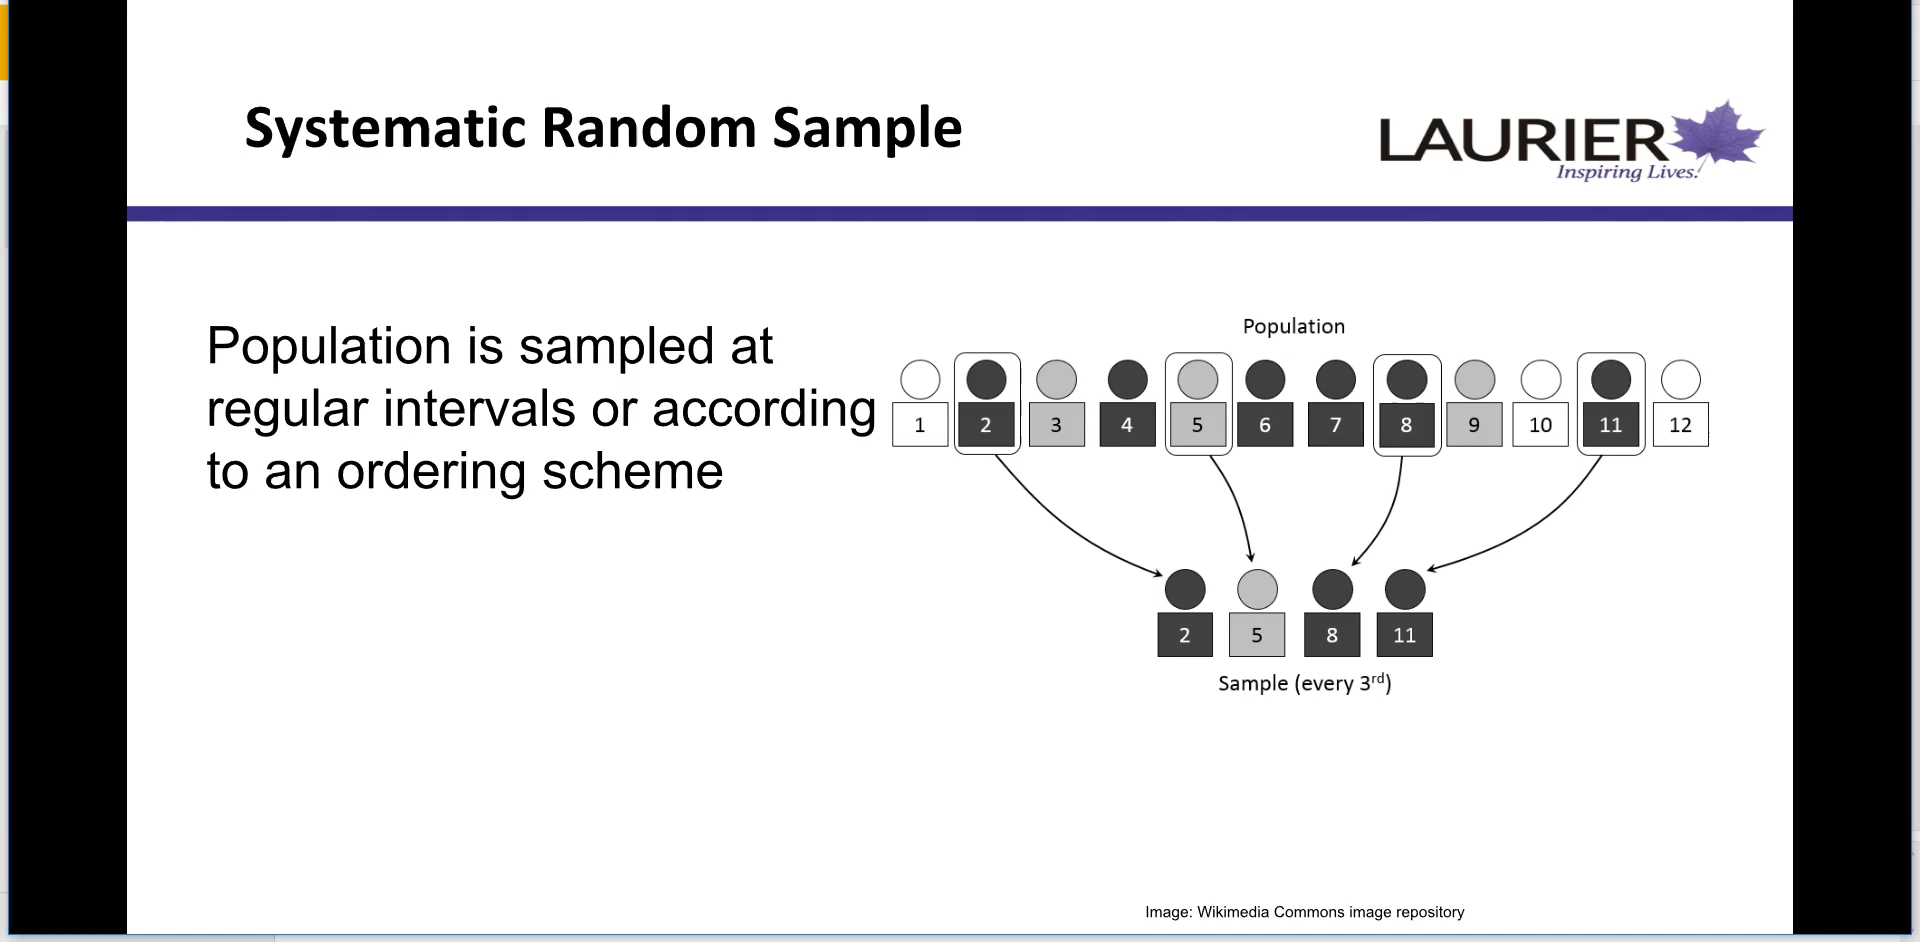 Systematic Random Sample
LAURIER
Inspiring Lives.
Population is sampled at
regular intervals or according
to an ordering scheme
Population
1 2 3 4 5 6 7 8 9 10 11 12
2 5 8 11
Sample (every 3rd)
Image: Wikimedia Commons image repository